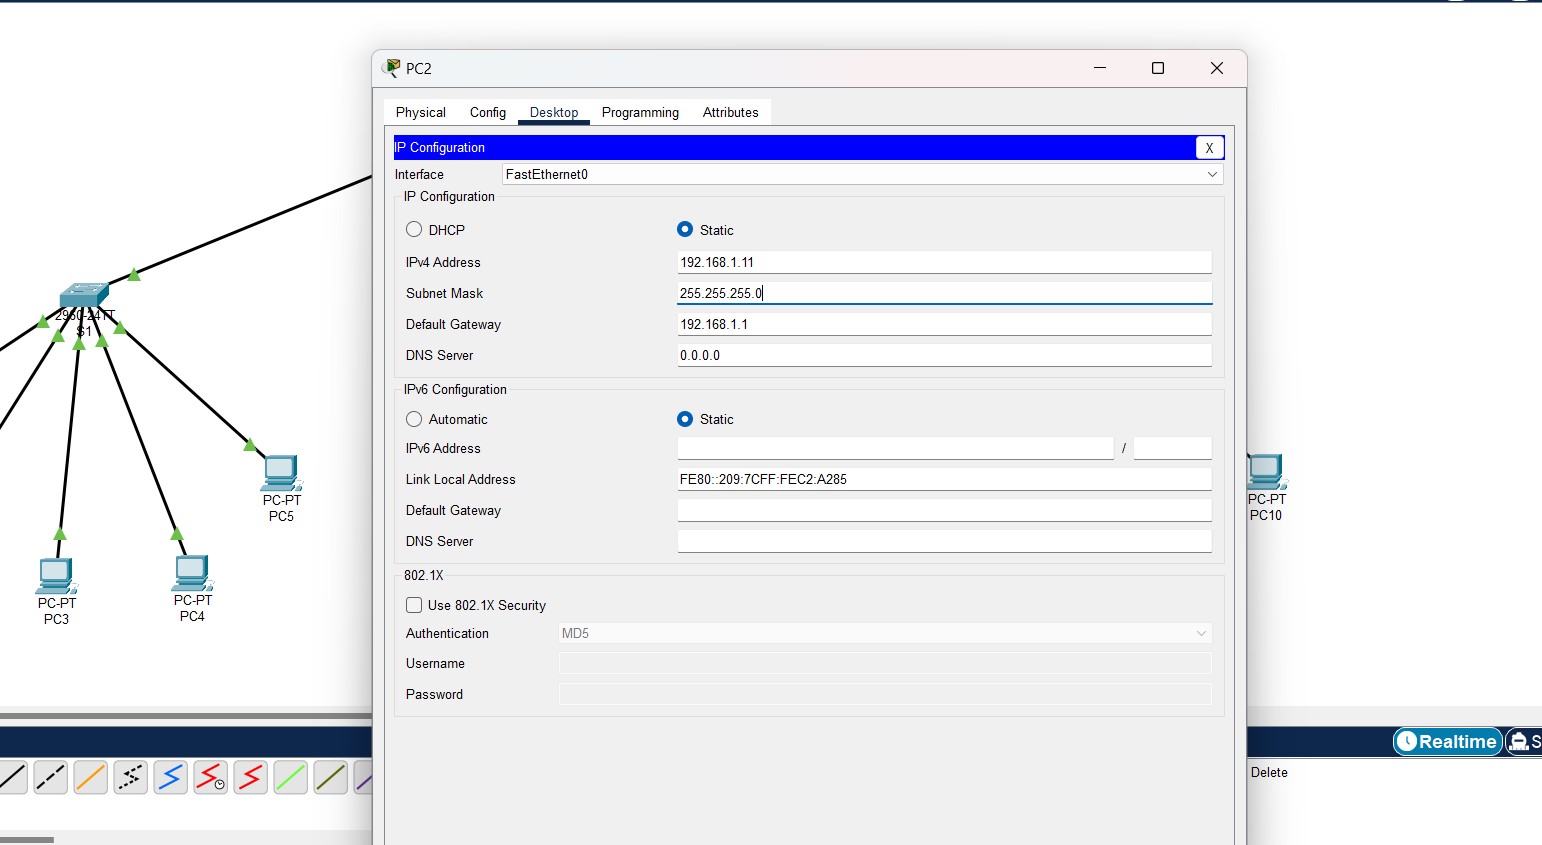 PC2
Physical Config Desktop Programming Attributes
IP Configuration X
Interface FastEthernet0
IP Configuration
DHCP Static
IPv4 Address 192.168.1.11
Subnet Mask 255.255.255.0
Default Gateway 192.168.1.1
DNS Server 0.0.0.0
IPv6 Configuration
Automatic Static
IPv6 Address /
Link Local Address FE80::209:7CFF:FEC2:A285
Default Gateway
DNS Server
802.1X
Use 802.1X Security
Authentication MD5
Username
Password
2960-24TT
S1
PC-PT
PC5
PC-PT
PC3
PC-PT
PC4
PC-PT
PC10
Realtime S
Delete